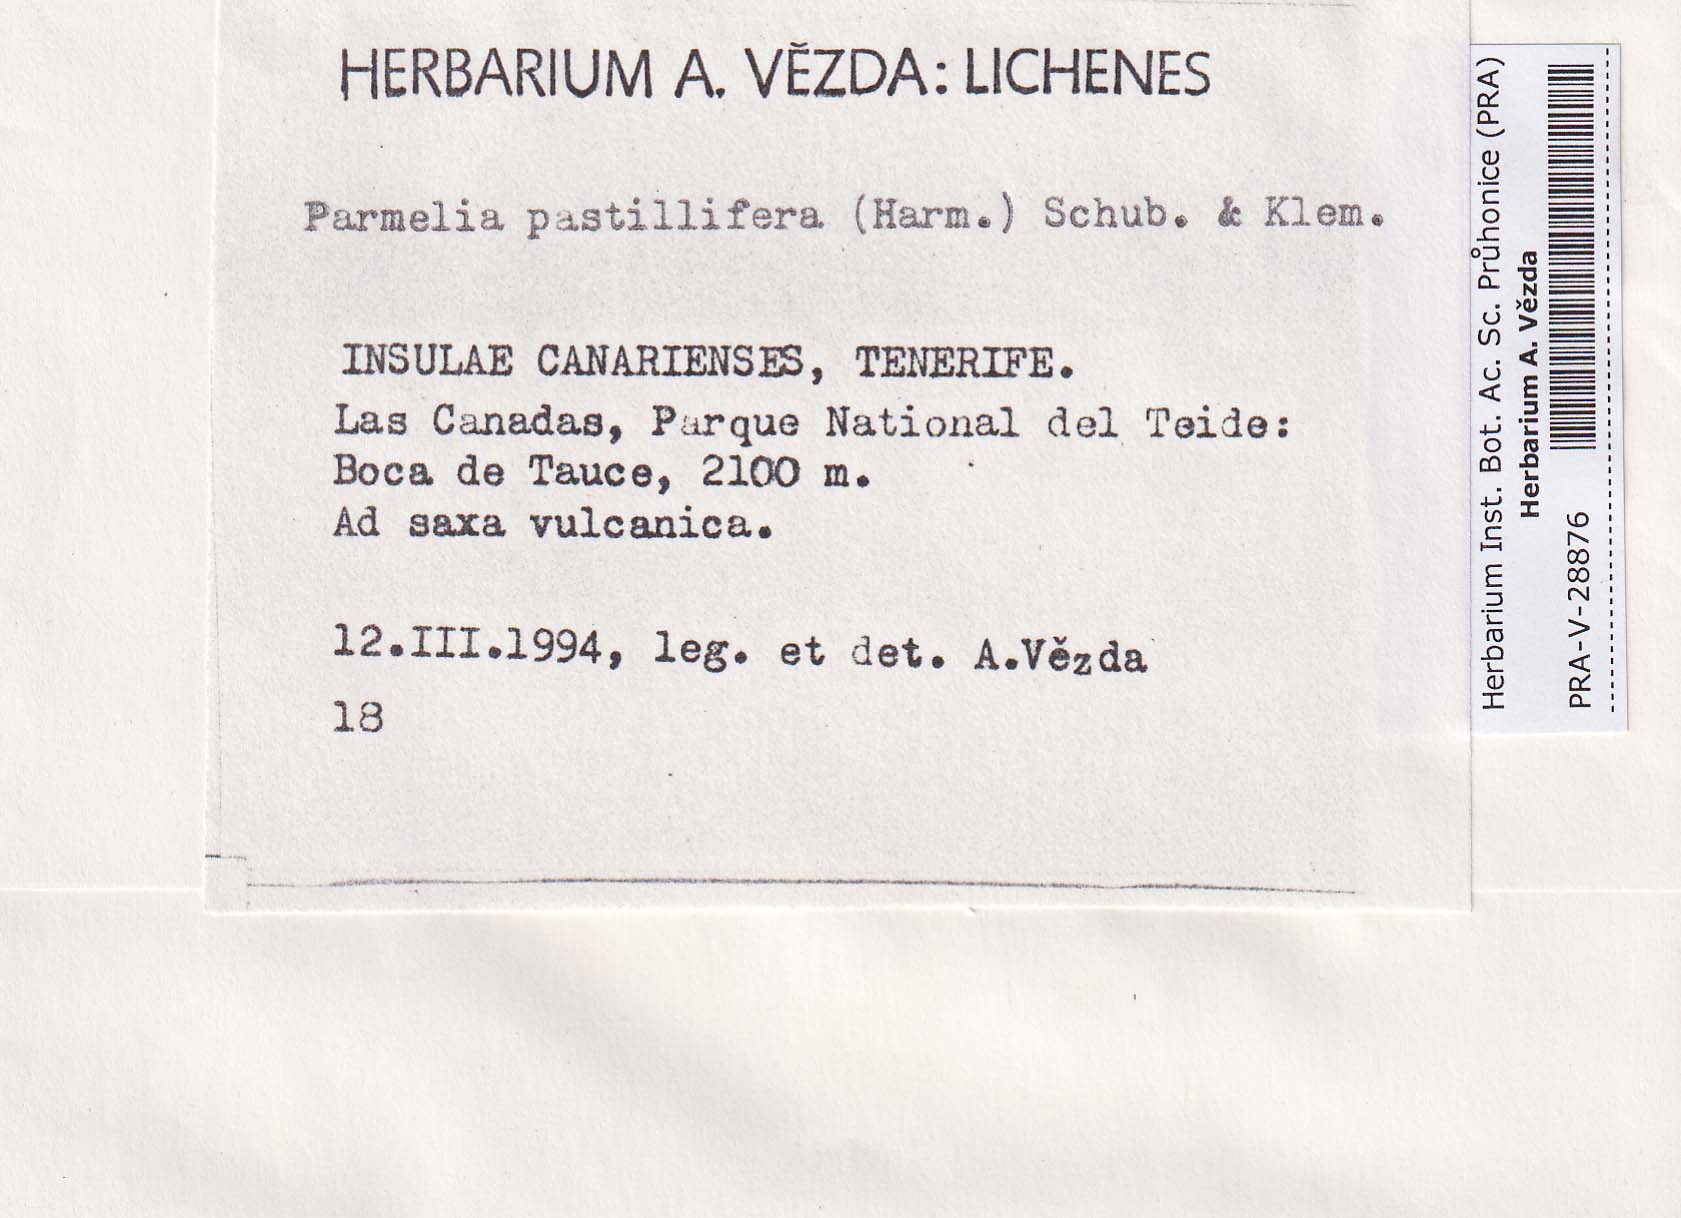 HERBARIUM A. VĚZDA: LICHENES
Parmelia pastillifera (Harm.) Schub. & Klem.
INSULAE CANARIENSES, TENERIFE.
Las Canadas, Parque National del Teide:
Boca de Tauce, 2100 m.
Ad saxa vulcanica.
12.III.1994, leg. et det. A.Vězda
18
Herbarium Inst. Bot. Ac. Sc. Průhonice (PRA)
Herbarium A. Vězda
PRA-V-28876